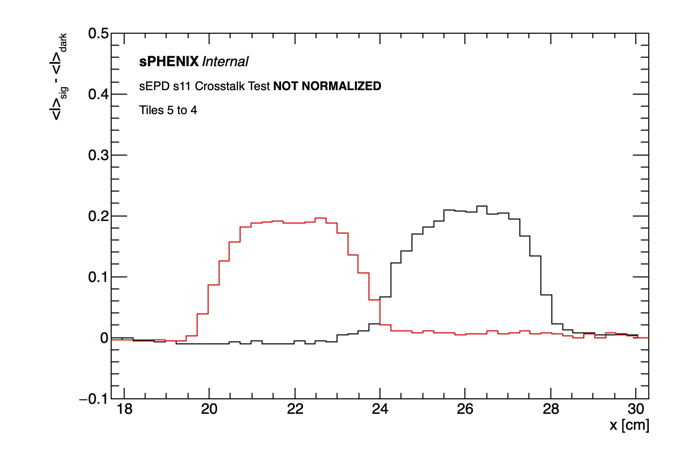 <I>sig - <I>dark
0.5
0.4
0.3
0.2
0.1
0
−0.1
sPHENIX Internal
sEPD s11 Crosstalk Test NOT NORMALIZED
Tiles 5 to 4
18 20 22 24 26 28 30
x [cm]